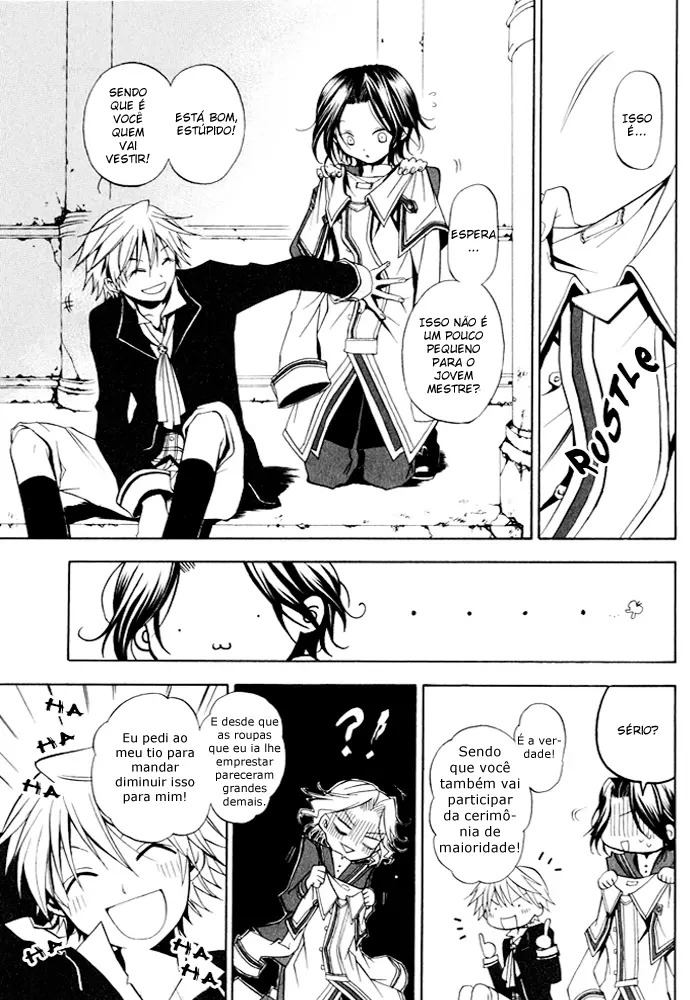 ISSO
É...
RUSTLE
ESPERA
...
ISSO NÃO É
UM POUCO
PEQUENO
PARA O
JOVEM
MESTRE?
ESTÁ BOM,
ESTÚPIDO!
SENDO
QUE É
VOCÊ
QUEM
VAI
VESTIR!
. . . . .
SÉRIO?
É a ver-
dade!
Sendo
que você
também vai
participar
da cerimô-
nia de
maioridade!
?!
E desde que
as roupas
que eu ia lhe
emprestar
pareceram
grandes
demais.
Eu pedi ao
meu tio para
mandar
diminuir isso
para mim!
HA
HA
HA
HA
HA
HA